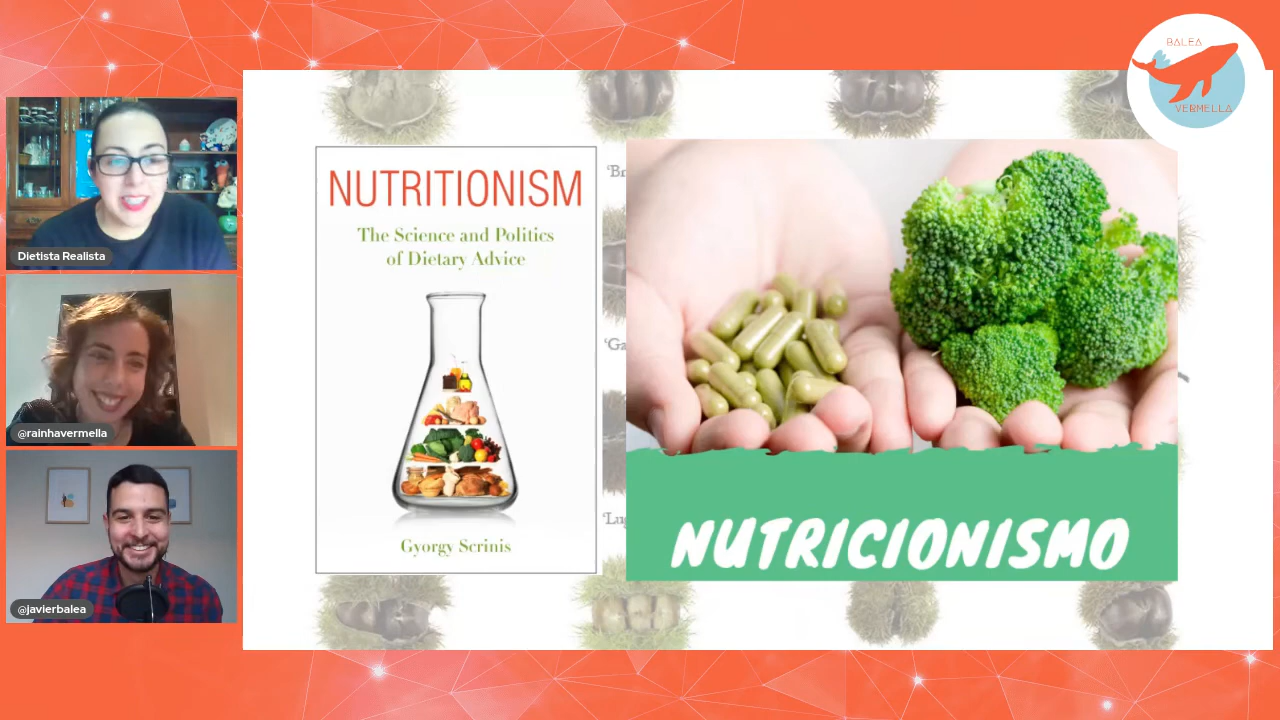 BALEA
VERMELLA
Dietista Realista
@rainhavermella
@javierbalea
NUTRITIONISM
The Science and Politics
of Dietary Advice
Gyorgy Scrinis
NUTRICIONISMO